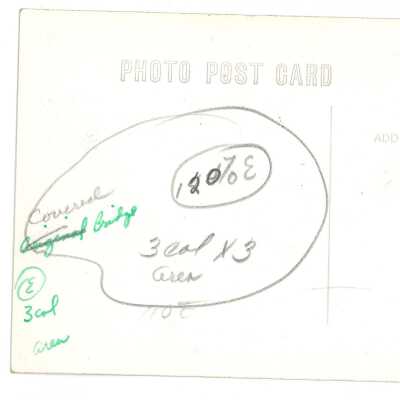 PHOTO POST CARD
ADD
120% E
Covered
Original Bridge
3 col x 3
area
E
3 col
area